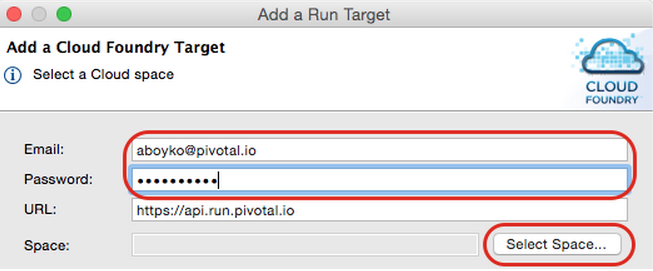 Add a Run Target
Add a Cloud Foundry Target
Select a Cloud space
CLOUD
FOUNDRY
Email:
aboyko@pivotal.io
Password:
••••••••••
URL:
https://api.run.pivotal.io
Space:
Select Space...